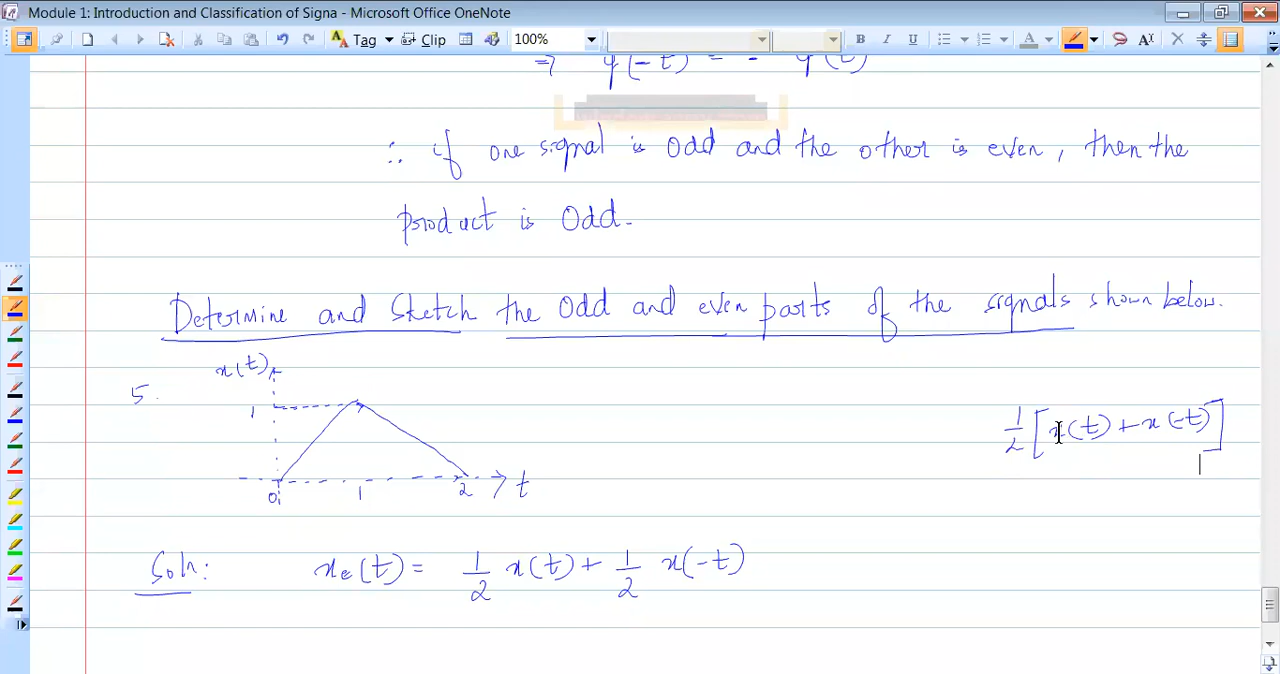 Module 1: Introduction and Classification of Signa - Microsoft Office OneNote
Tag Clip 100% B I U
⇒ φ(-t) = - φ(t)
∴ if one signal is Odd and the other is even, then the
product is Odd.
Determine and Sketch the Odd and even parts of the signals shown below.
5.
x(t)
1
0 1 2 t
1/2 [x(t) + x(-t)]
Soln: xe(t) = 1/2 x(t) + 1/2 x(-t)